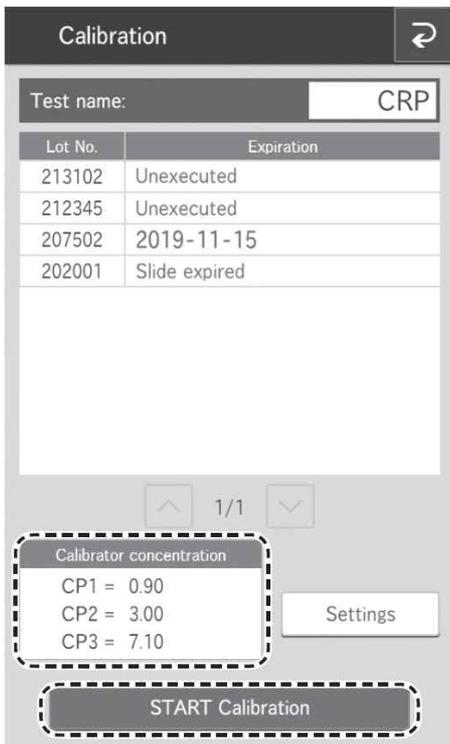 Calibration
Test name: CRP
Lot No. Expiration
213102 Unexecuted
212345 Unexecuted
207502 2019-11-15
202001 Slide expired
1/1
Calibrator concentration
CP1 = 0.90
CP2 = 3.00
CP3 = 7.10
Settings
START Calibration